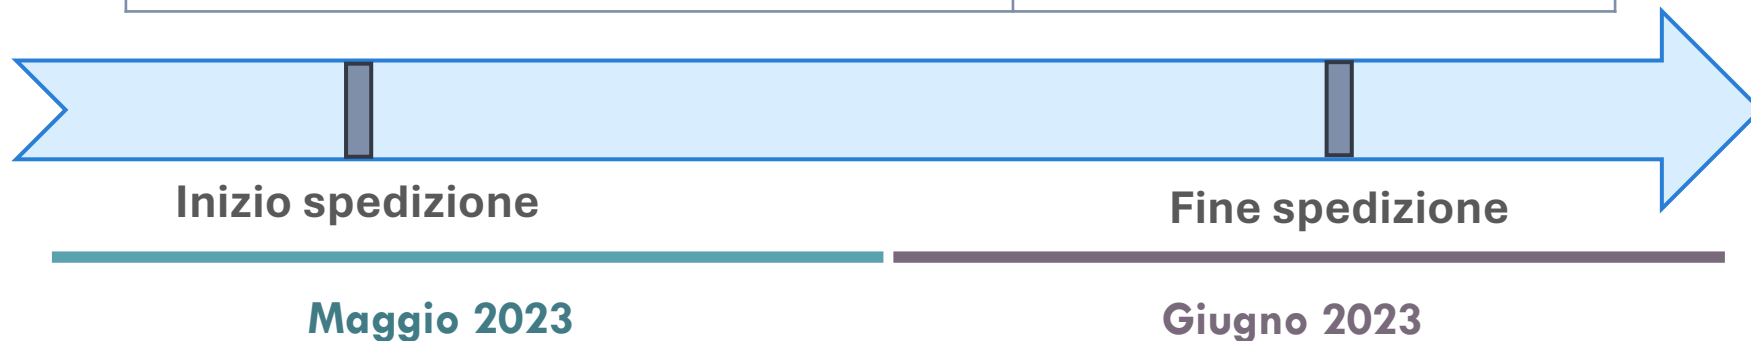 Inizio spedizione
Fine spedizione
Maggio 2023
Giugno 2023